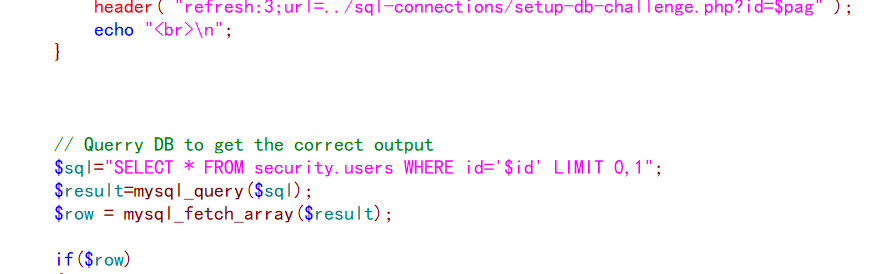 header( "refresh:3;url=../sql-connections/setup-db-challenge.php?id=$pag" );
echo "<br>\n";
}
// Querry DB to get the correct output
$sql="SELECT * FROM security.users WHERE id='$id' LIMIT 0,1";
$result=mysql_query($sql);
$row = mysql_fetch_array($result);
if($row)